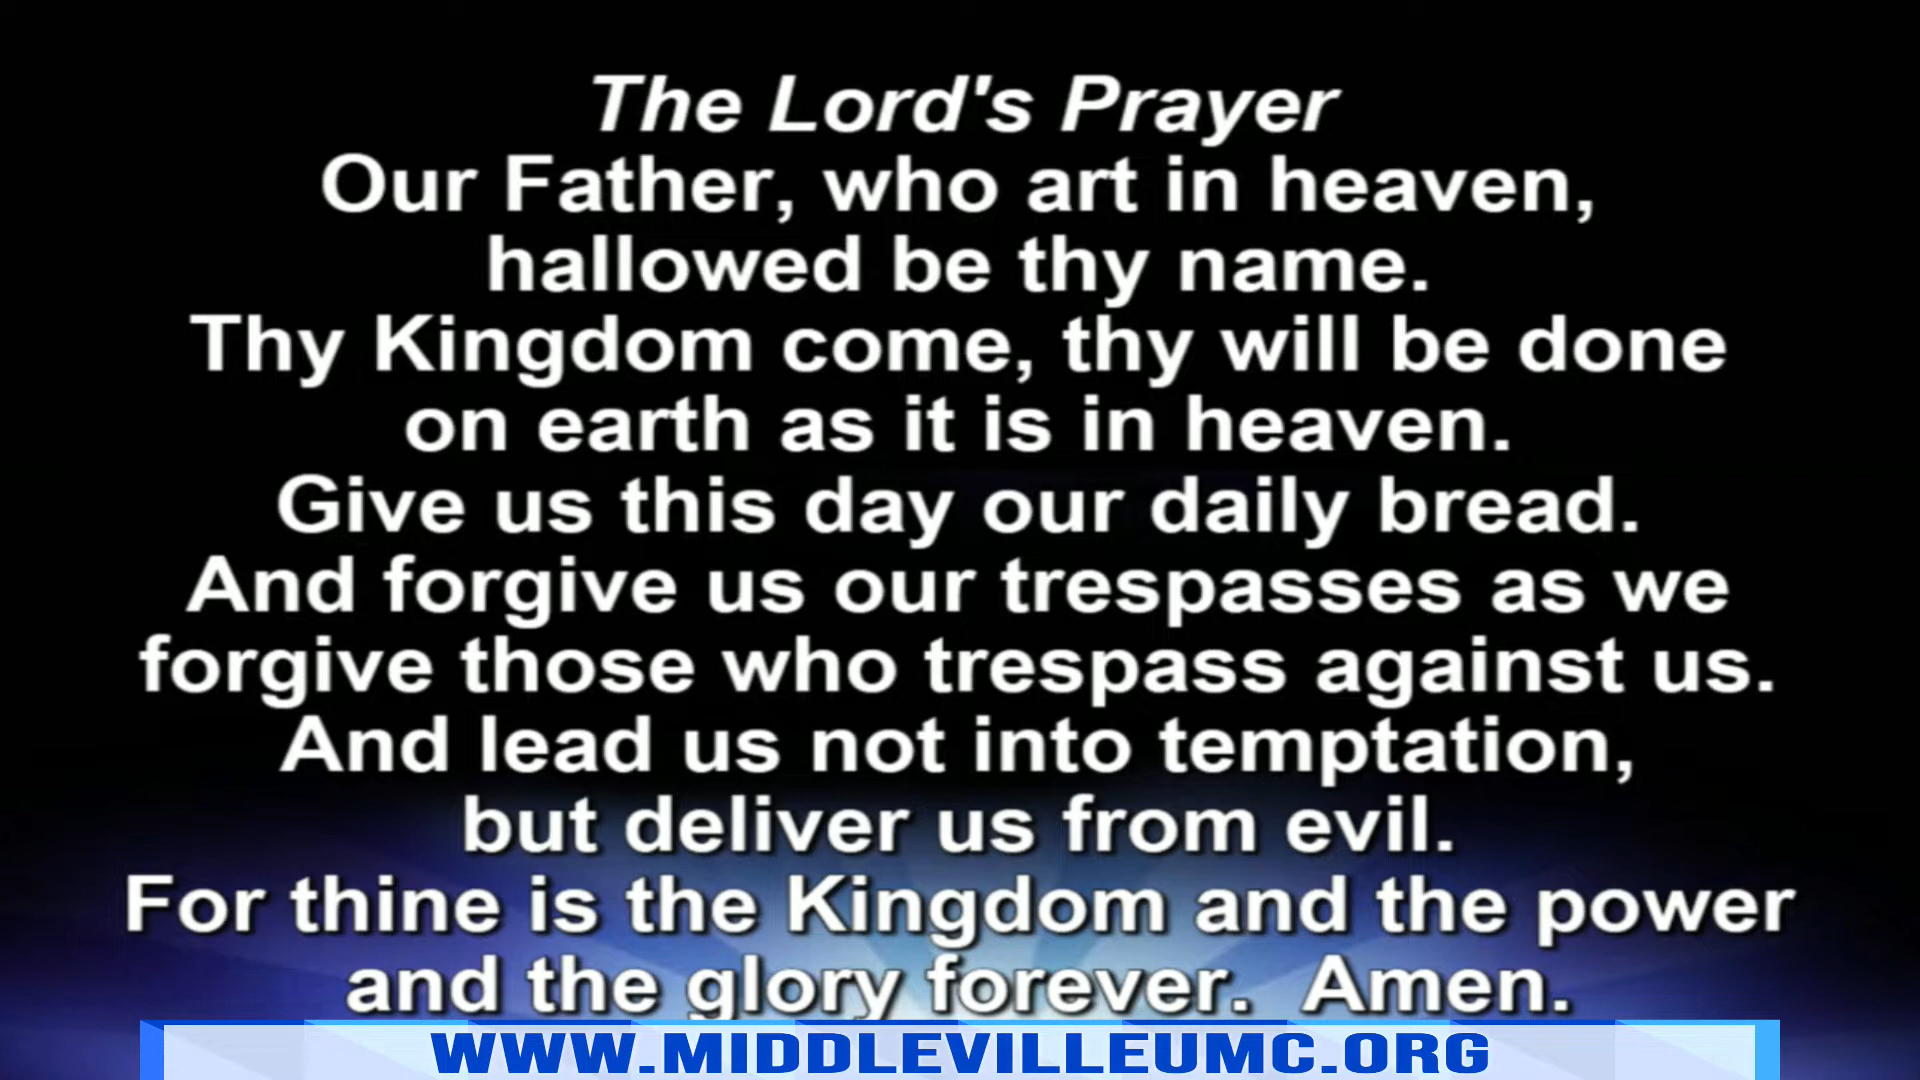 The Lord's Prayer
Our Father, who art in heaven,
hallowed be thy name.
Thy Kingdom come, thy will be done
on earth as it is in heaven.
Give us this day our daily bread.
And forgive us our trespasses as we
forgive those who trespass against us.
And lead us not into temptation,
but deliver us from evil.
For thine is the Kingdom and the power
and the glory forever.  Amen.
WWW.MIDDLEVILLEUMC.ORG